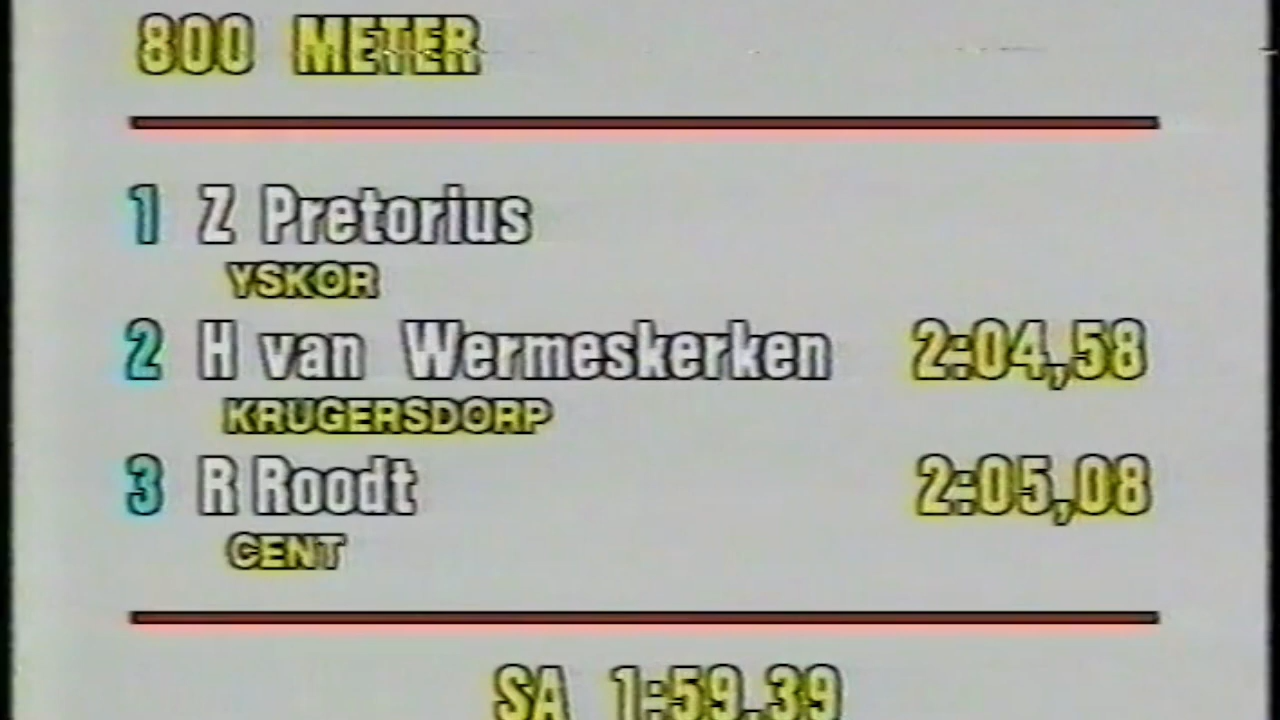 800 METER
1 Z Pretorius
YSKOR
2 H van Wermeskerken 2:04,58
KRUGERSDORP
3 R Roodt 2:05,08
CENT
SA 1:59,39